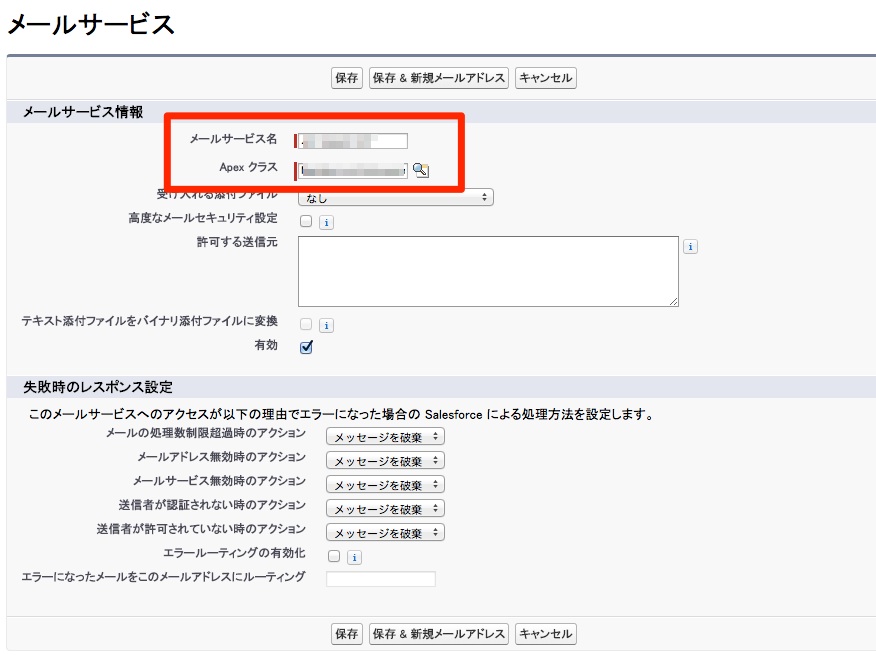 メールサービス
保存 保存 & 新規メールアドレス キャンセル
メールサービス情報
メールサービス名
Apex クラス
受け入れる添付ファイル なし
高度なメールセキュリティ設定 i
許可する送信元 i
テキスト添付ファイルをバイナリ添付ファイルに変換 i
有効
失敗時のレスポンス設定
このメールサービスへのアクセスが以下の理由でエラーになった場合の Salesforce による処理方法を設定します。
メールの処理数制限超過時のアクション メッセージを破棄
メールアドレス無効時のアクション メッセージを破棄
メールサービス無効時のアクション メッセージを破棄
送信者が認証されない時のアクション メッセージを破棄
送信者が許可されていない時のアクション メッセージを破棄
エラールーティングの有効化 i
エラーになったメールをこのメールアドレスにルーティング
保存 保存 & 新規メールアドレス キャンセル